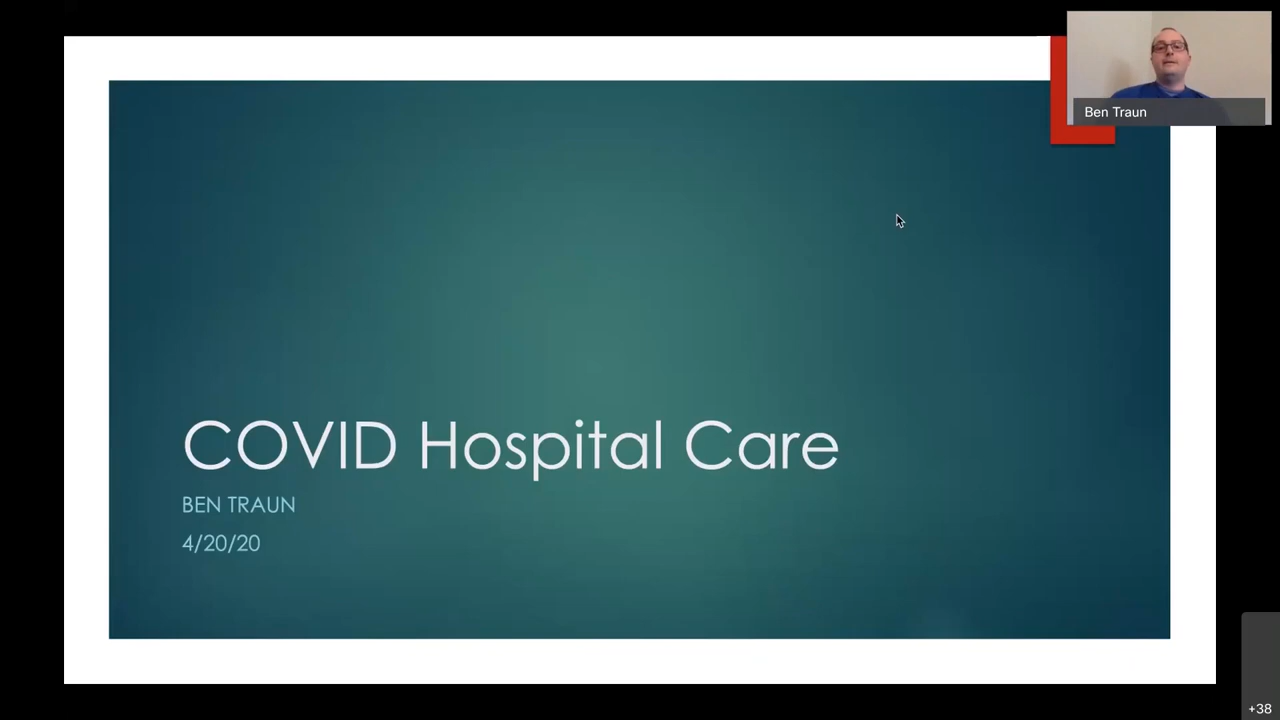 Ben Traun
COVID Hospital Care
BEN TRAUN
4/20/20
+38